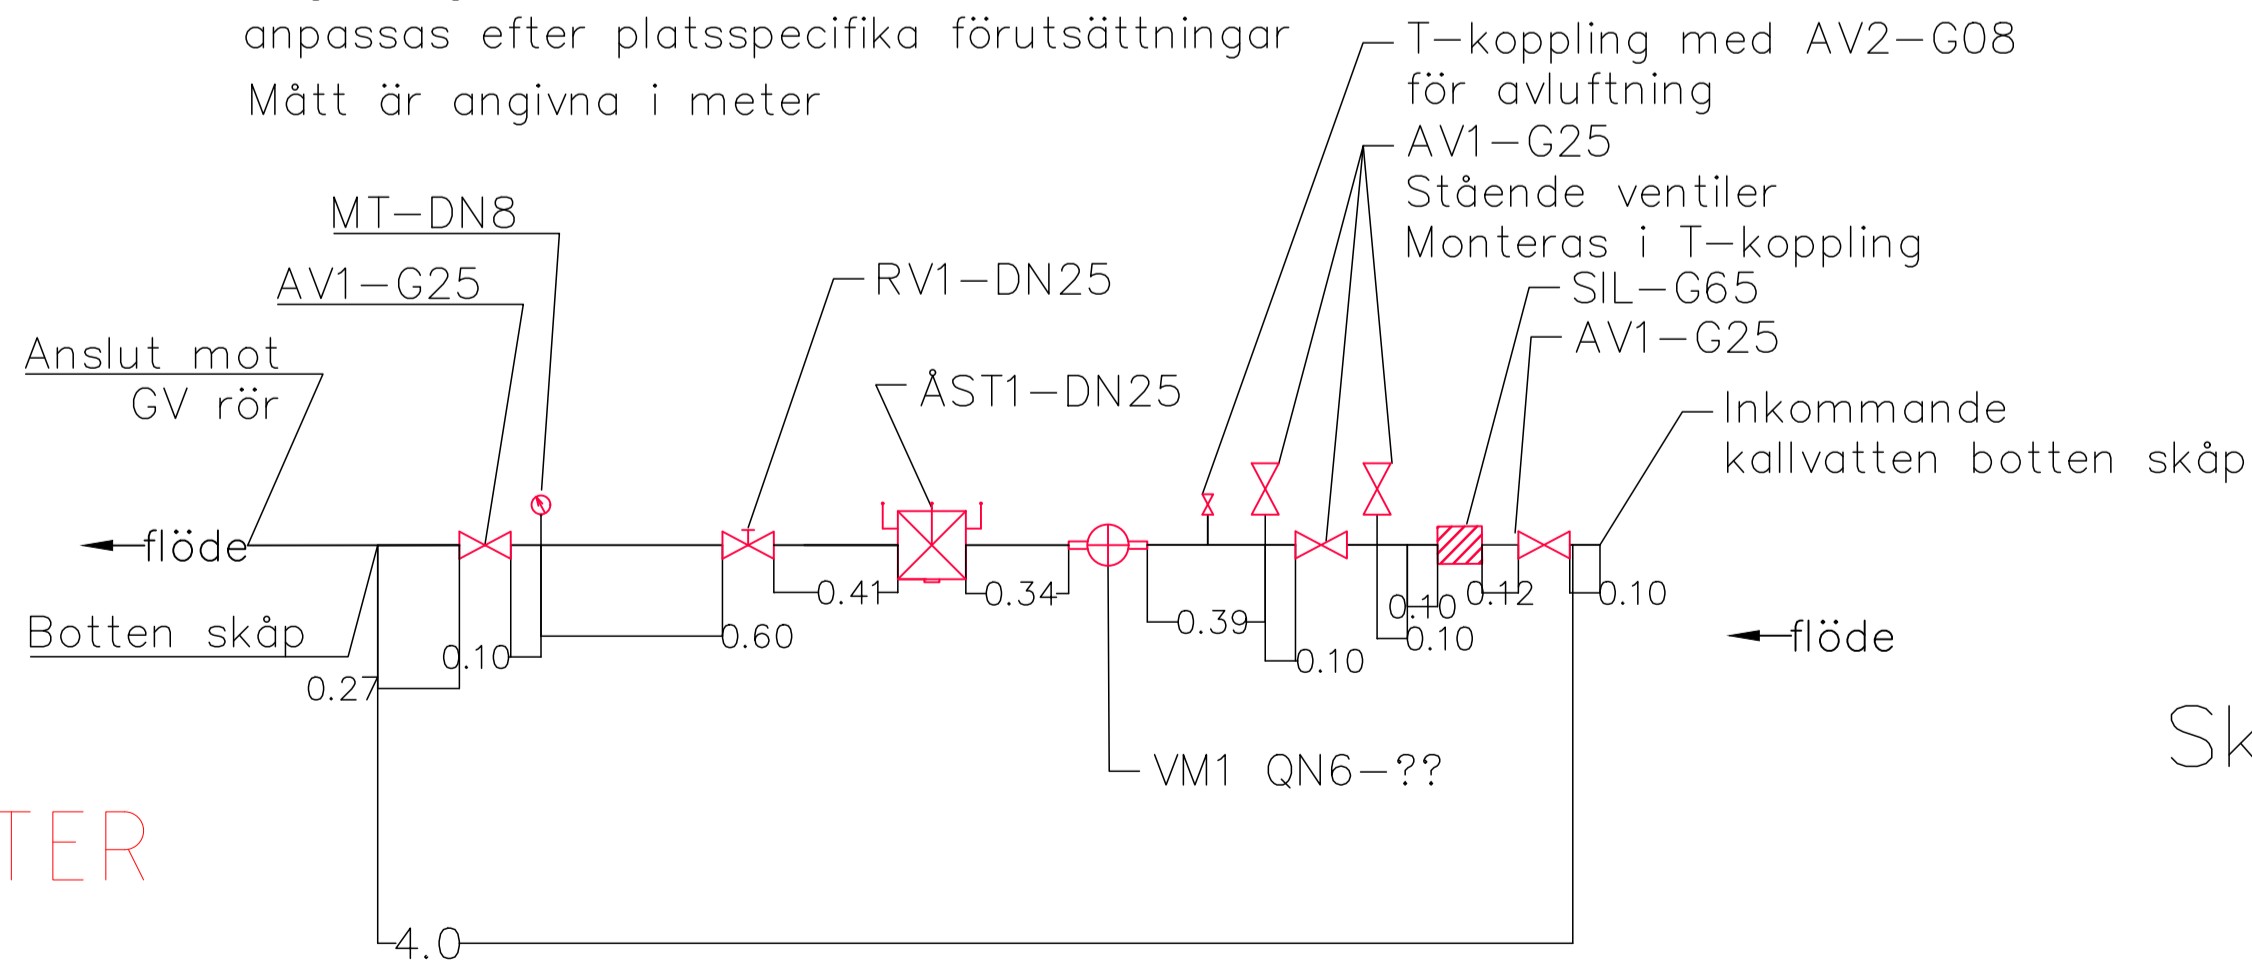 anpassas efter platsspecifika förutsättningar
Mått är angivna i meter
T-koppling med AV2-G08
för avluftning
AV1-G25
Stående ventiler
Monteras i T-koppling
SIL-G65
AV1-G25
Inkommande
kallvatten botten skåp
MT-DN8
AV1-G25
Anslut mot
GV rör
RV1-DN25
ÅST1-DN25
flöde
Botten skåp
0.27
0.10
0.60
0.41
0.34
0.39
0.10
0.10
0.10
0.12
0.10
flöde
VM1 QN6-??
4.0
Sk
TER